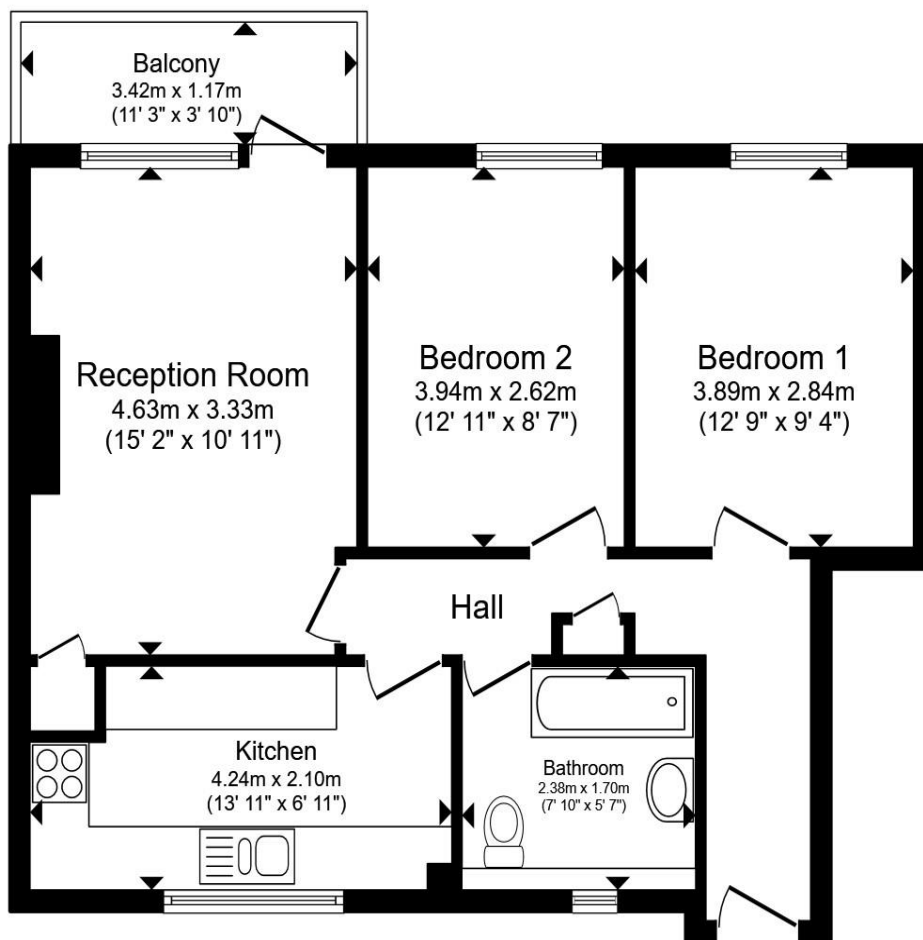 Balcony
3.42m x 1.17m
(11' 3" x 3' 10")
Reception Room
4.63m x 3.33m
(15' 2" x 10' 11")
Bedroom 2
3.94m x 2.62m
(12' 11" x 8' 7")
Bedroom 1
3.89m x 2.84m
(12' 9" x 9' 4")
Hall
Kitchen
4.24m x 2.10m
(13' 11" x 6' 11")
Bathroom
2.38m x 1.70m
(7' 10" x 5' 7")